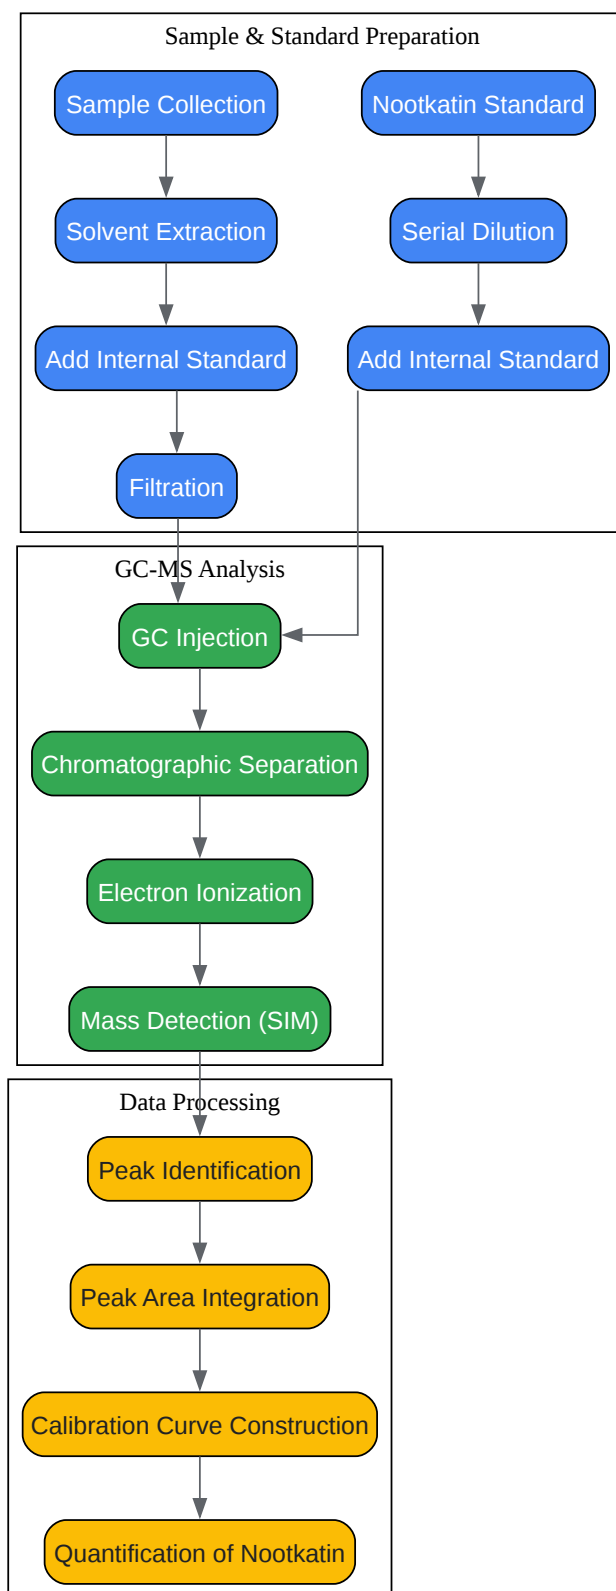 Sample & Standard Preparation
Sample Collection
Nootkatin Standard
Solvent Extraction
Serial Dilution
Add Internal Standard
Add Internal Standard
Filtration
GC-MS Analysis
GC Injection
Chromatographic Separation
Electron Ionization
Mass Detection (SIM)
Data Processing
Peak Identification
Peak Area Integration
Calibration Curve Construction
Quantification of Nootkatin